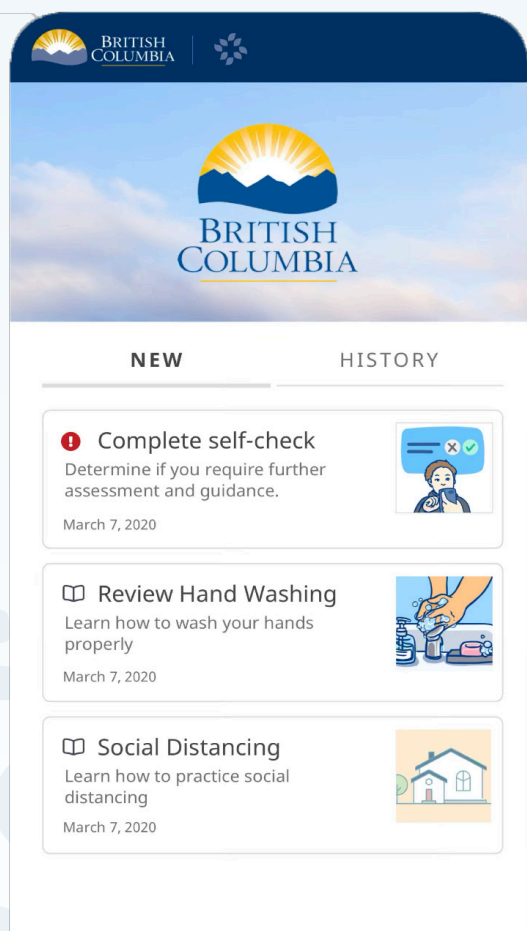 BRITISH
COLUMBIA
BRITISH
COLUMBIA
NEW
HISTORY
Complete self-check
Determine if you require further
assessment and guidance.
March 7, 2020
Review Hand Washing
Learn how to wash your hands
properly
March 7, 2020
Social Distancing
Learn how to practice social
distancing
March 7, 2020